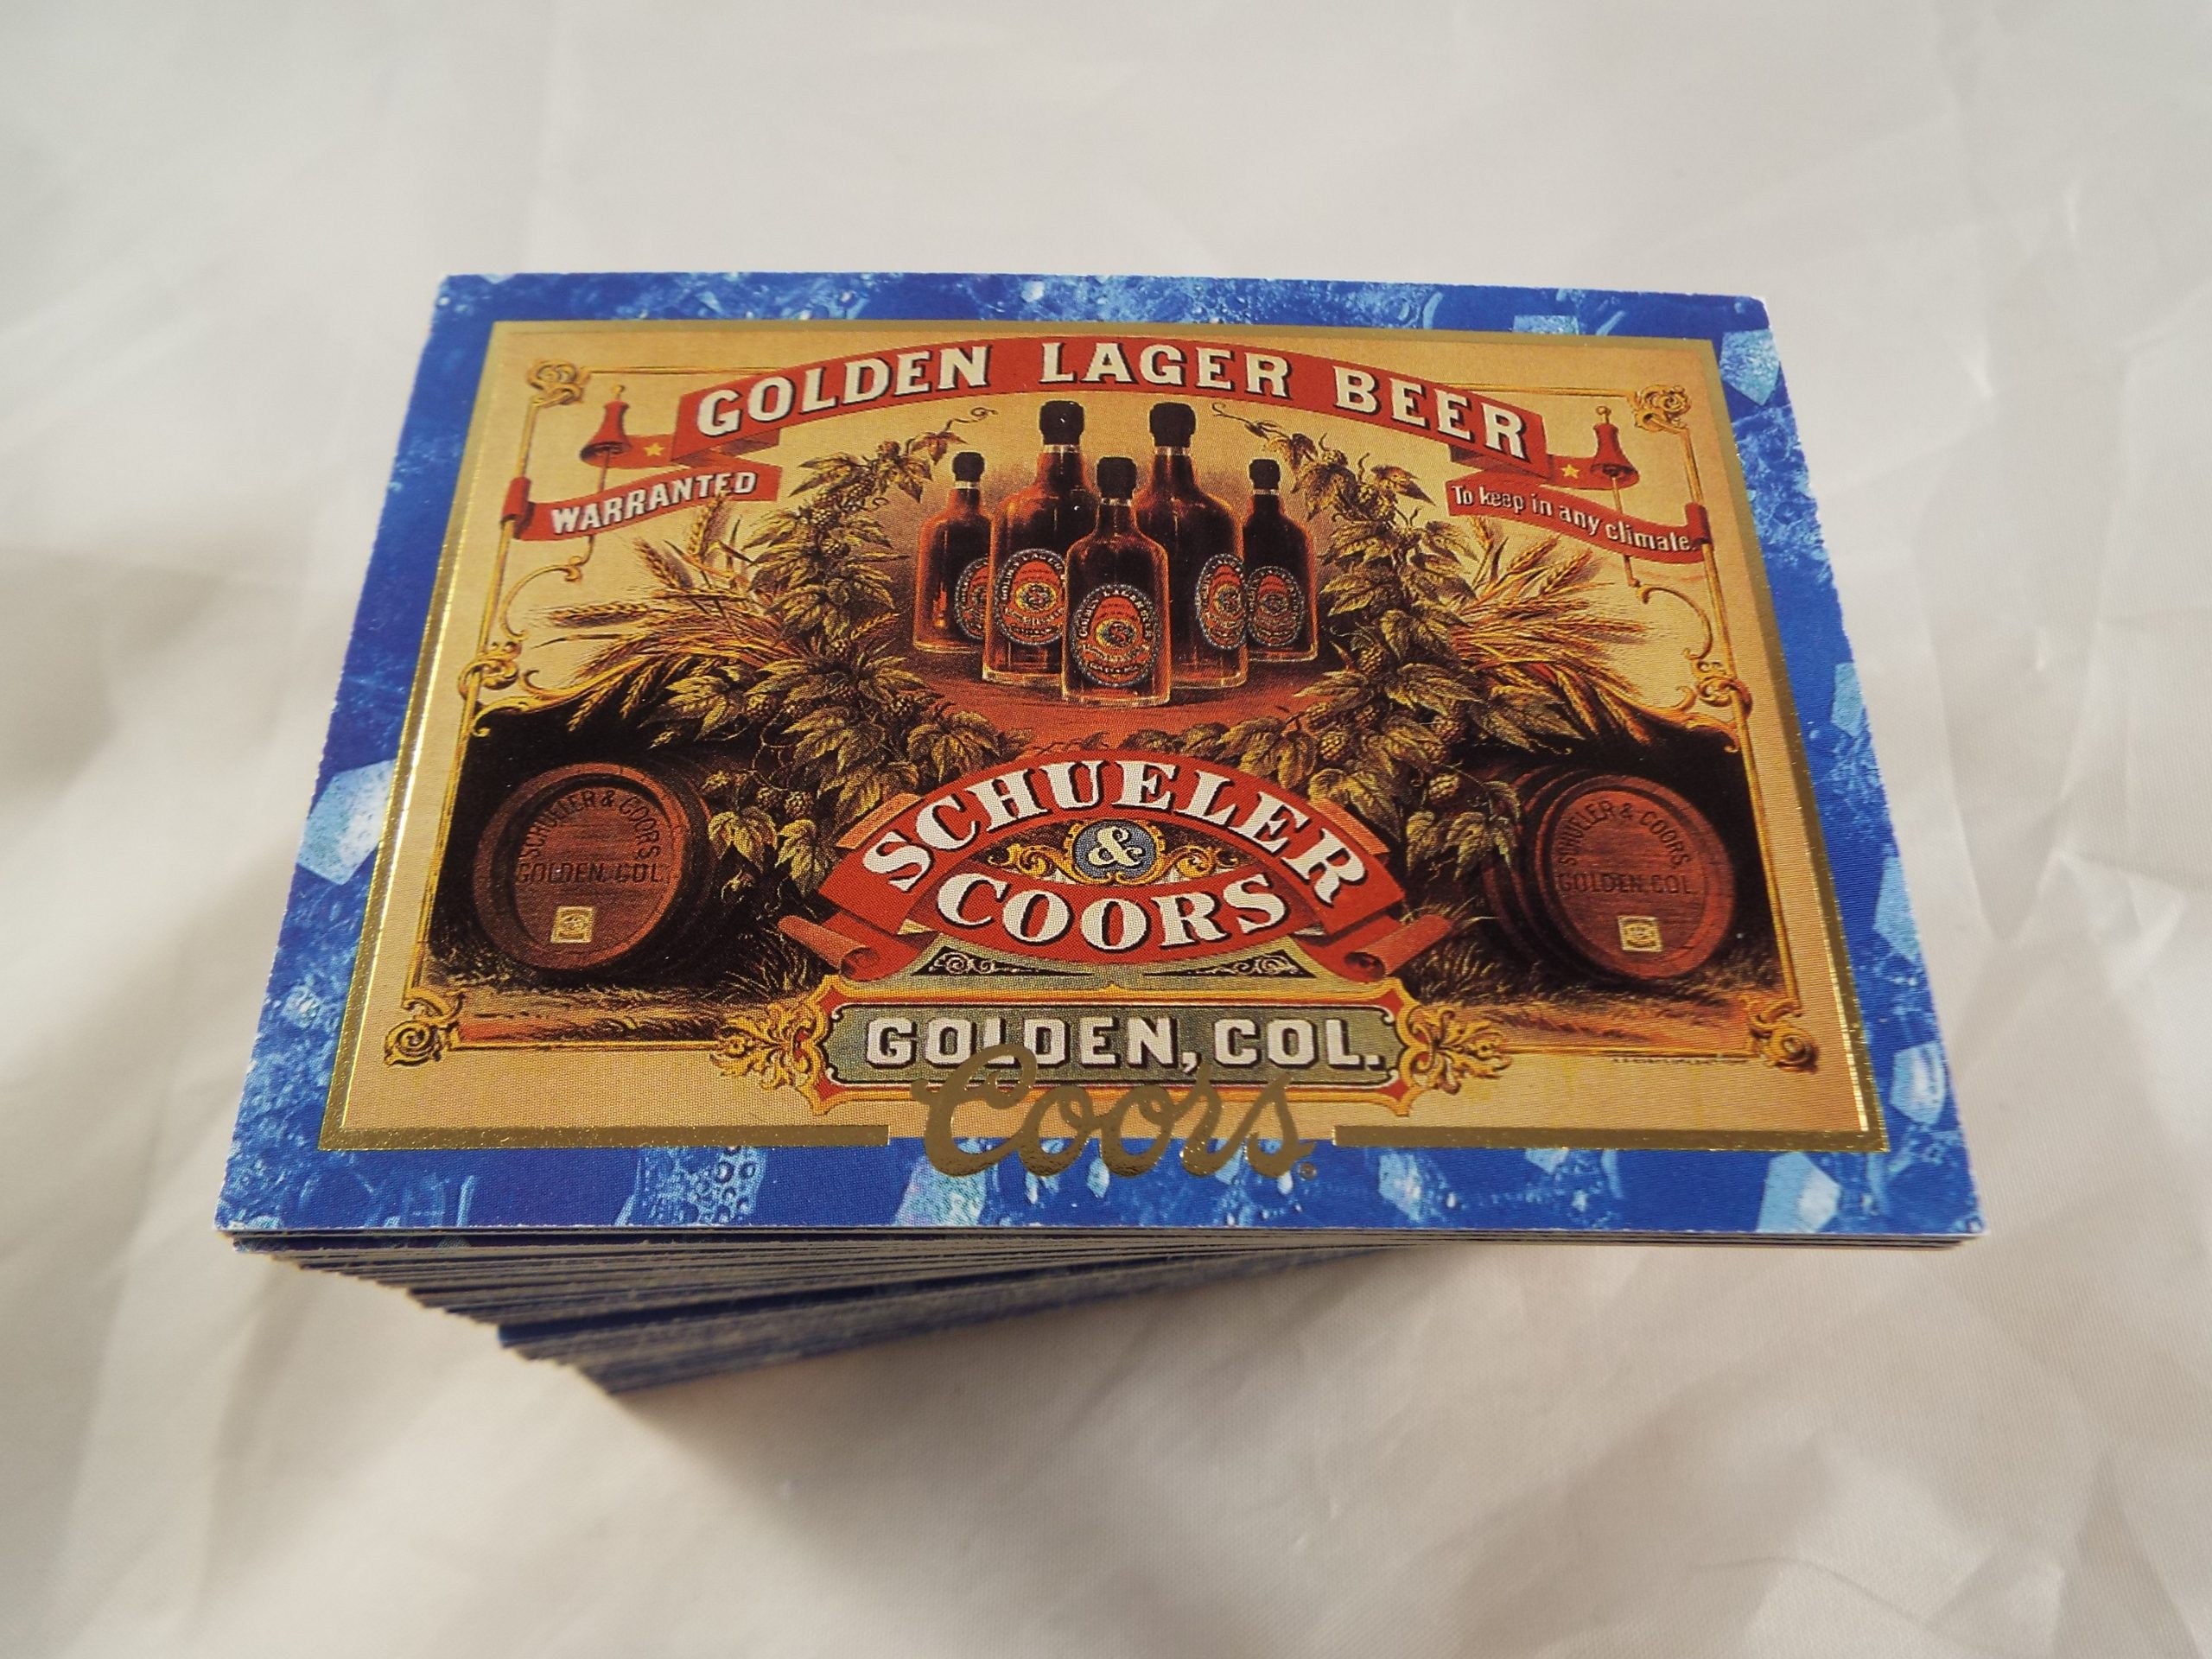 GOLDEN LAGER BEER
WARRANTED
To keep in any climate.
SCHUELER
&
COORS
SCHUELER & COORS
GOLDEN. COL.
SCHUELER & COORS
GOLDEN. COL.
GOLDEN, COL.
Coors®